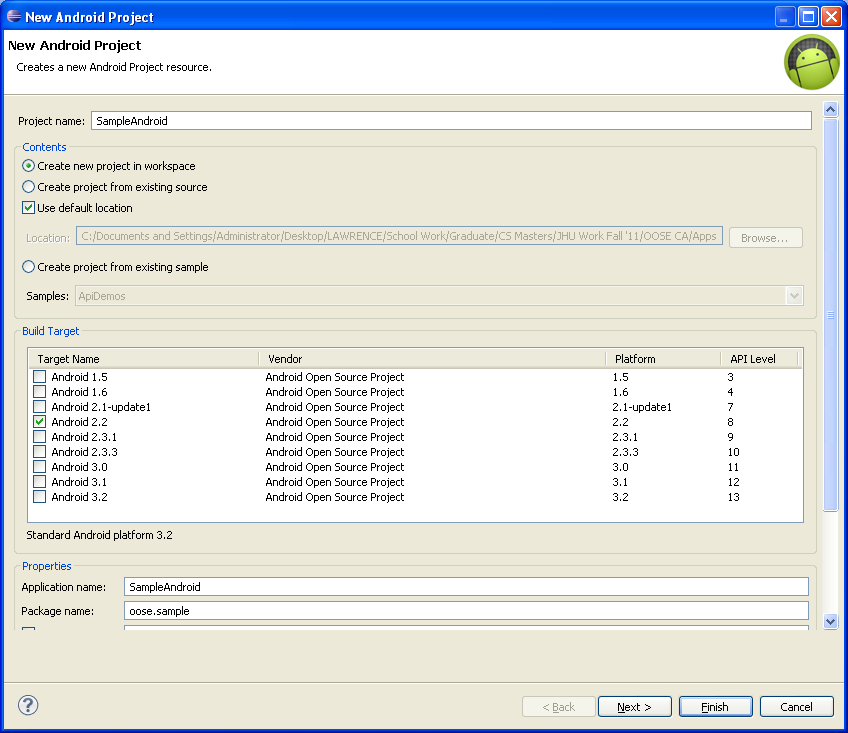 New Android Project
New Android Project
Creates a new Android Project resource.
Project name: SampleAndroid
Contents
Create new project in workspace
Create project from existing source
Use default location
Location: C:/Documents and Settings/Administrator/Desktop/LAWRENCE/School Work/Graduate/CS Masters/JHU Work Fall '11/OOSE CA/Apps Browse...
Create project from existing sample
Samples: ApiDemos
Build Target
Target Name Vendor Platform API Level
Android 1.5 Android Open Source Project 1.5 3
Android 1.6 Android Open Source Project 1.6 4
Android 2.1-update1 Android Open Source Project 2.1-update1 7
Android 2.2 Android Open Source Project 2.2 8
Android 2.3.1 Android Open Source Project 2.3.1 9
Android 2.3.3 Android Open Source Project 2.3.3 10
Android 3.0 Android Open Source Project 3.0 11
Android 3.1 Android Open Source Project 3.1 12
Android 3.2 Android Open Source Project 3.2 13
Standard Android platform 3.2
Properties
Application name: SampleAndroid
Package name: oose.sample
? < Back Next > Finish Cancel